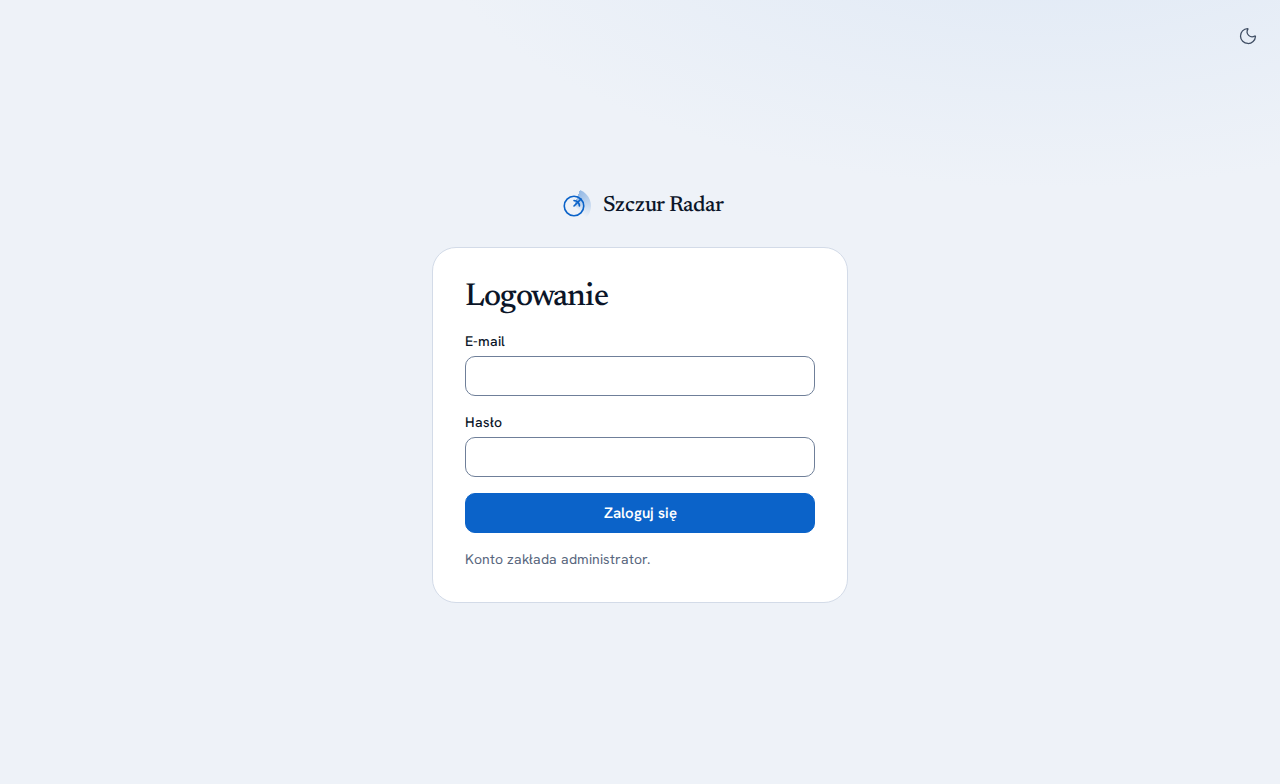 Szczur Radar
Logowanie
E-mail
Hasło
Zaloguj się
Konto zakłada administrator.